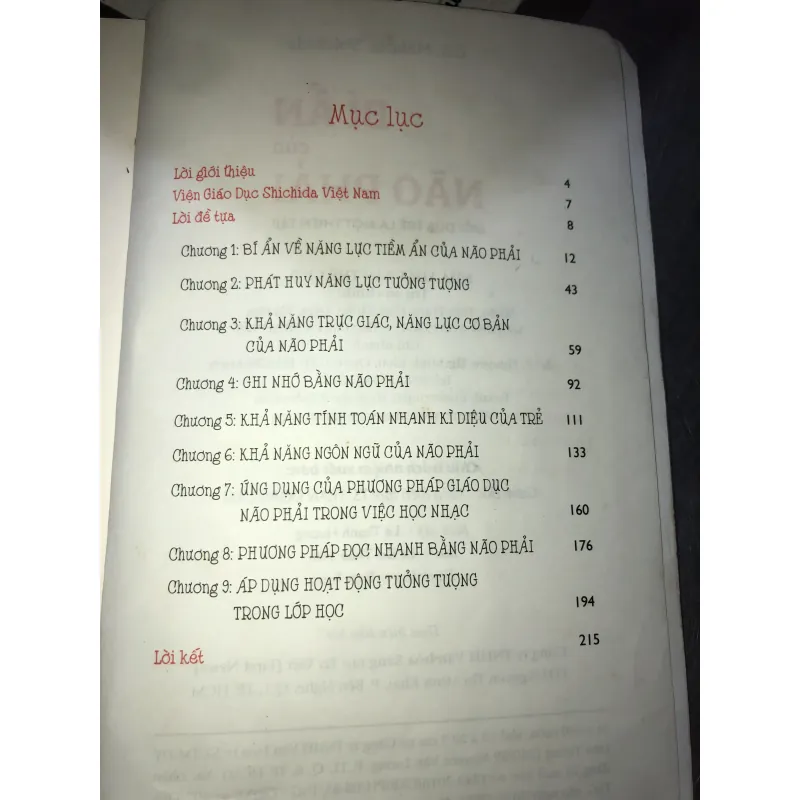 Mục lục
Lời giới thiệu 4
Viện Giáo Dục Shichida Việt Nam 7
Lời đề tựa 8
Chương 1: BÍ ẨN VỀ NĂNG LỰC TIỀM ẨN CỦA NÃO PHẢI 12
Chương 2: PHÁT HUY NĂNG LỰC TƯỞNG TƯỢNG 43
Chương 3: KHẢ NĂNG TRỰC GIÁC, NĂNG LỰC CƠ BẢN
CỦA NÃO PHẢI 59
Chương 4: GHI NHỚ BẰNG NÃO PHẢI 92
Chương 5: KHẢ NĂNG TÍNH TOÁN NHANH KÌ DIỆU CỦA TRẺ 111
Chương 6: KHẢ NĂNG NGÔN NGỮ CỦA NÃO PHẢI 133
Chương 7: ỨNG DỤNG CỦA PHƯƠNG PHÁP GIÁO DỤC
NÃO PHẢI TRONG VIỆC HỌC NHẠC 160
Chương 8: PHƯƠNG PHÁP ĐỌC NHANH BẰNG NÃO PHẢI 176
Chương 9: ÁP DỤNG HOẠT ĐỘNG TƯỞNG TƯỢNG
TRONG LỚP HỌC 194
Lời kết 215